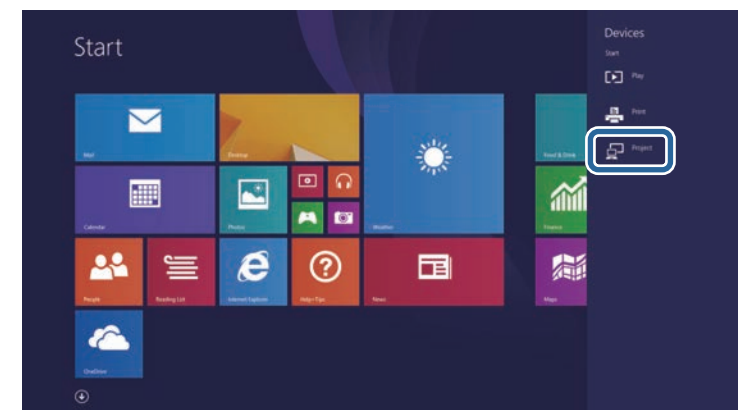 Start
Devices
Start
Play
Print
Project
Mail
Desktop
Food & Drink
Calendar
Photos
Weather
Finance
People
Reading List
Internet Explorer
Help+Tips
News
Maps
OneDrive